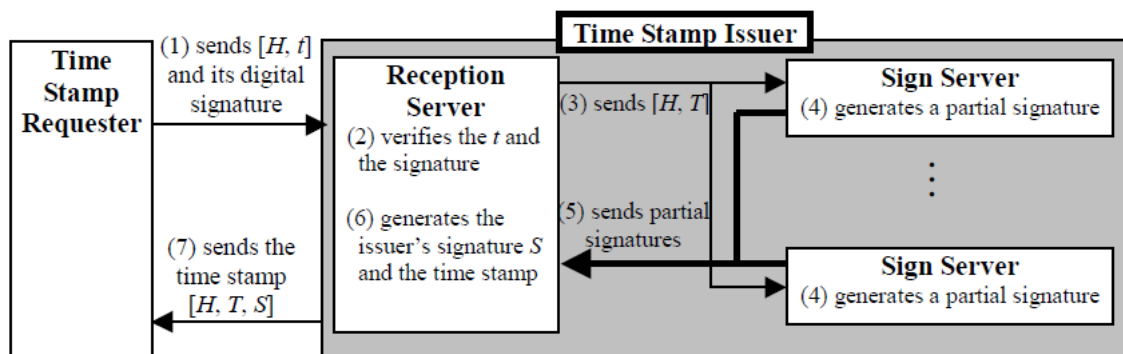 Time Stamp Issuer
Time
Stamp
Requester
(1) sends [H, t]
and its digital
signature
Reception
Server
(2) verifies the t and
the signature
(3) sends [H, T]
Sign Server
(4) generates a partial signature
⋮
(5) sends partial
signatures
(6) generates the
issuer's signature S
and the time stamp
(7) sends the
time stamp
[H, T, S]
Sign Server
(4) generates a partial signature